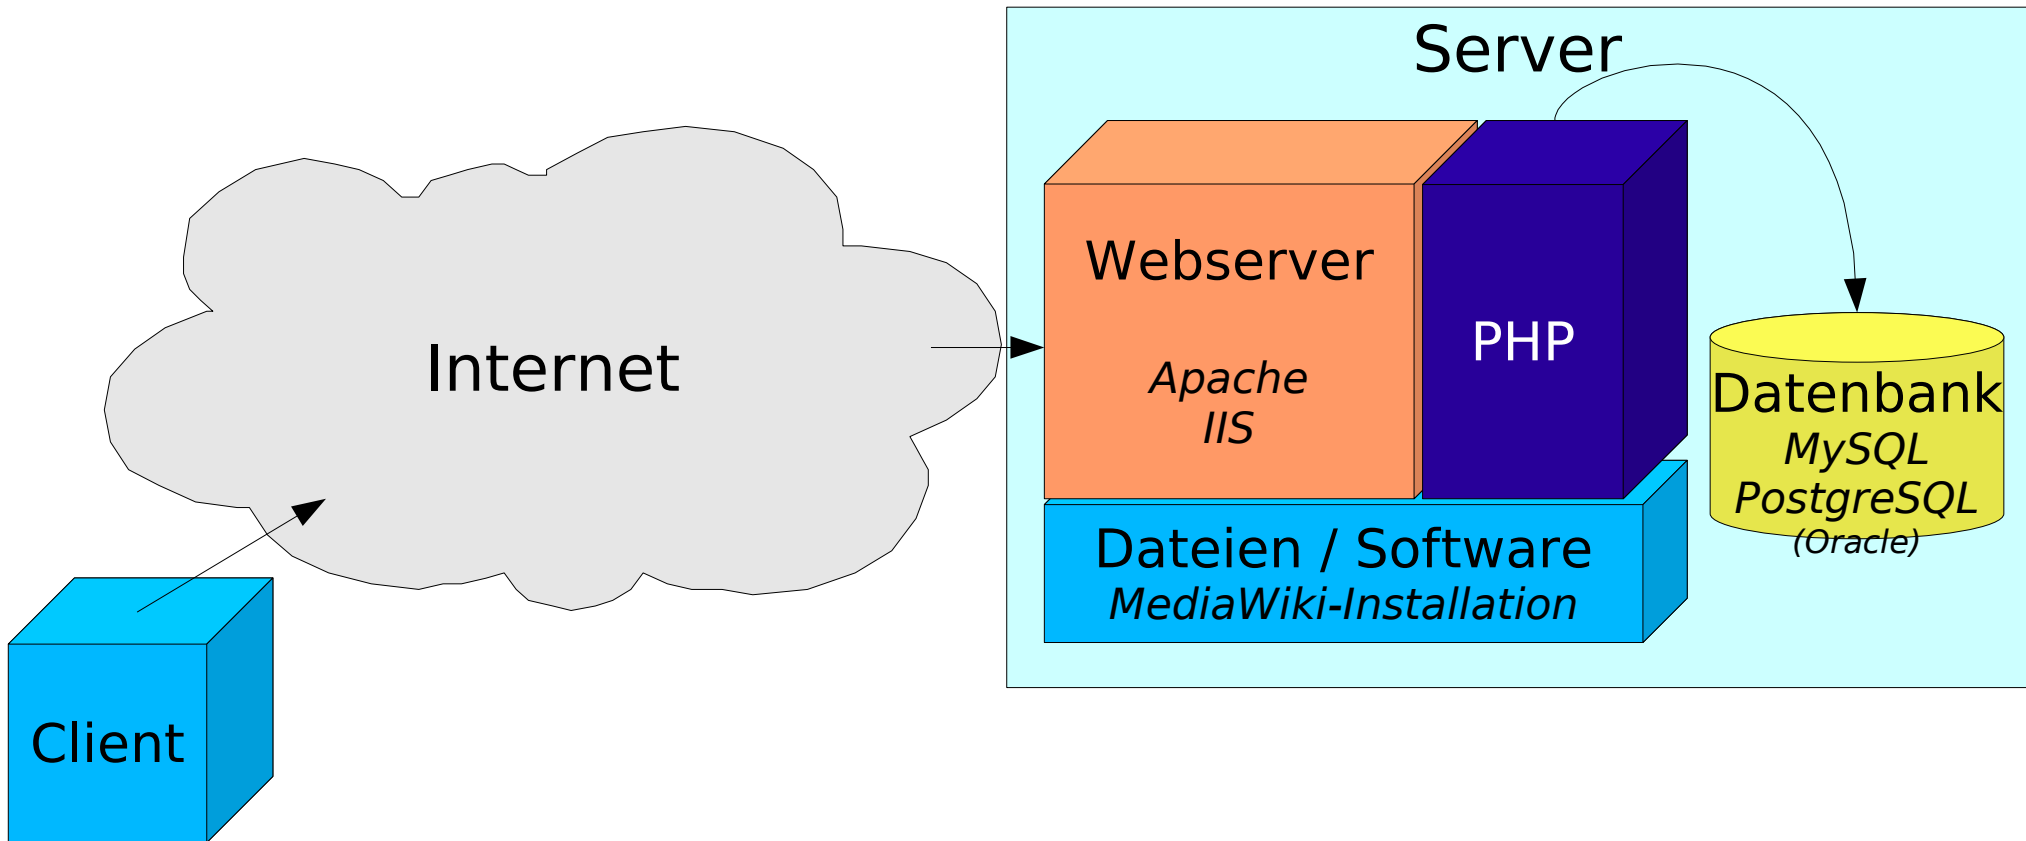 Server
Webserver
Apache
IIS
PHP
Internet
Datenbank
MySQL
PostgreSQL
(Oracle)
Dateien / Software
MediaWiki-Installation
Client